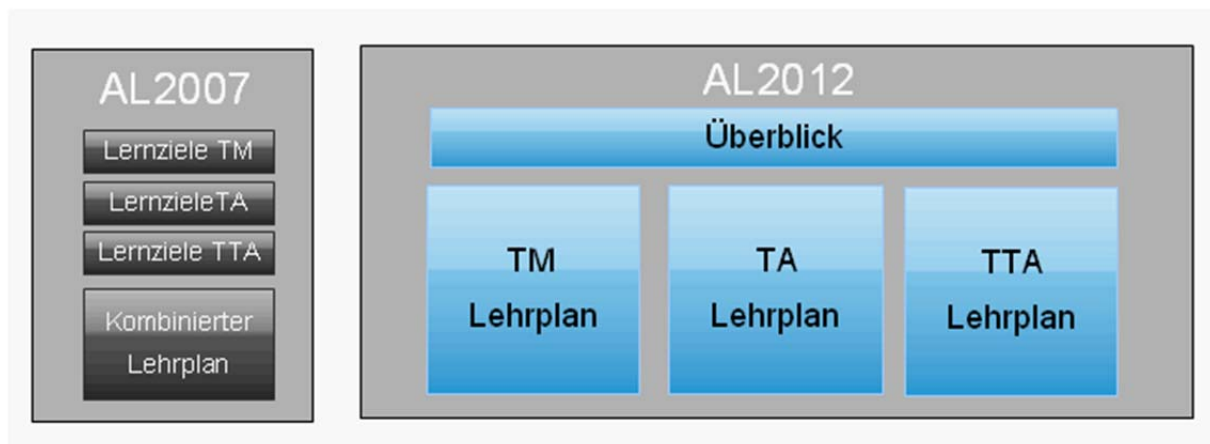 AL2007
Lernziele TM
LernzieleTA
Lernziele TTA
Kombinierter
Lehrplan
AL2012
Überblick
TM
Lehrplan
TA
Lehrplan
TTA
Lehrplan